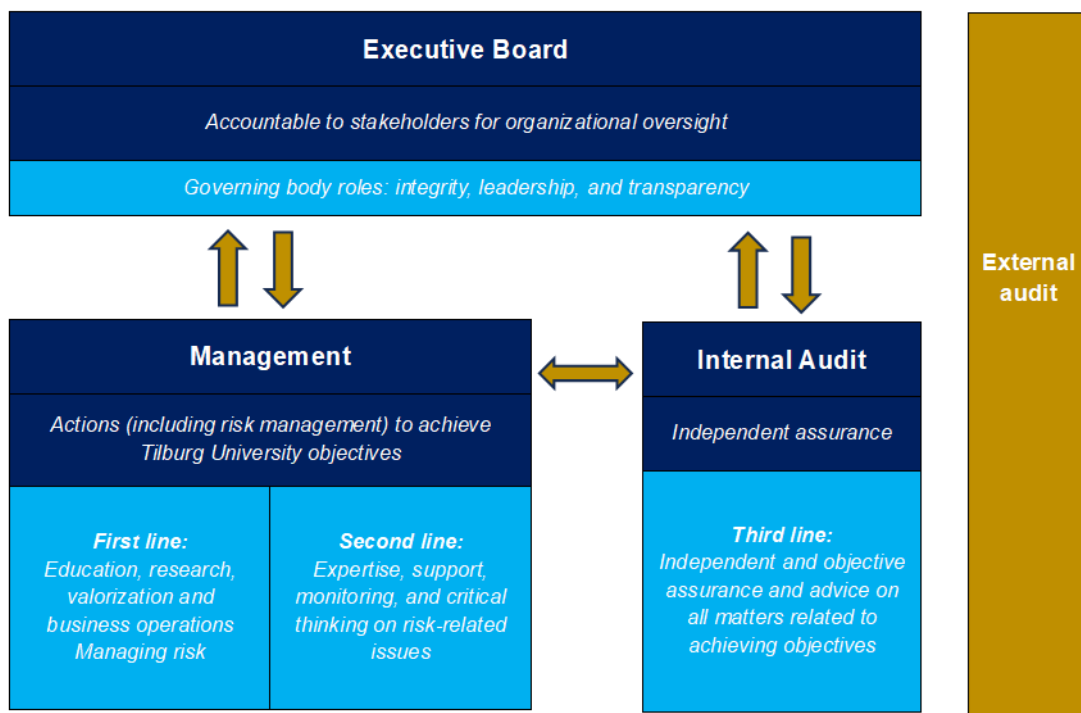 Executive Board
Accountable to stakeholders for organizational oversight
Governing body roles: integrity, leadership, and transparency
External
audit
Management
Actions (including risk management) to achieve
Tilburg University objectives
First line:
Education, research,
valorization and
business operations
Managing risk
Second line:
Expertise, support,
monitoring, and critical
thinking on risk-related
issues
Internal Audit
Independent assurance
Third line:
Independent and objective
assurance and advice on
all matters related to
achieving objectives